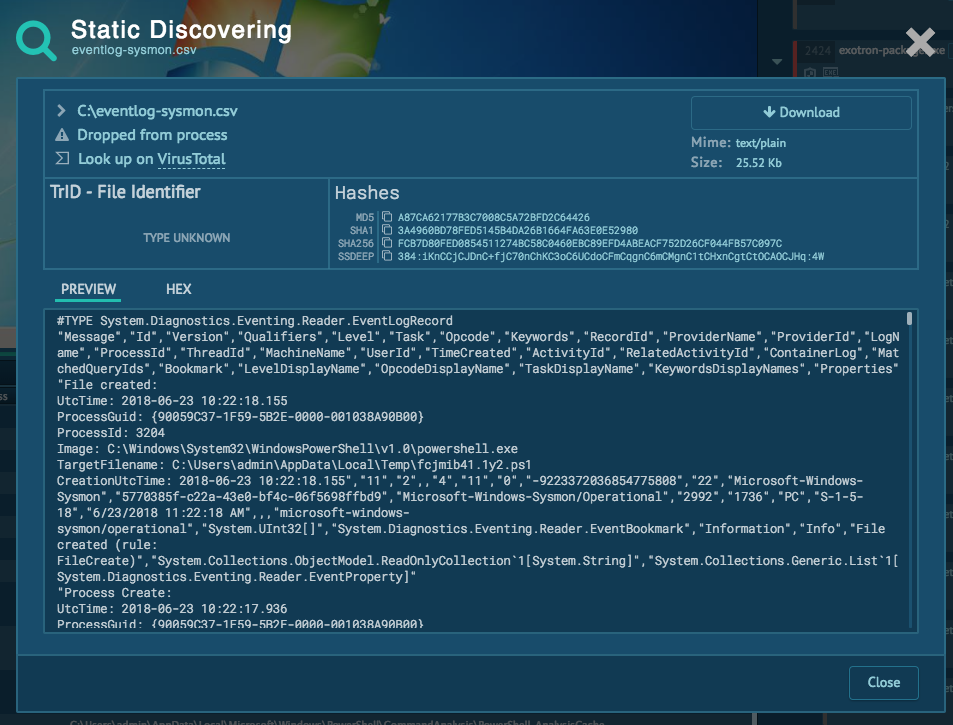 Static Discovering
eventlog-sysmon.csv
2424 exotron-package.exe
C:\eventlog-sysmon.csv
Dropped from process
Look up on VirusTotal
Download
Mime: text/plain
Size: 25.52 Kb
TrID - File Identifier
TYPE UNKNOWN
Hashes
MD5 A87CA62177B3C7008C5A72BFD2C64426
SHA1 3A4960BD78FED5145B4DA26B1664FA63E0E52980
SHA256 FCB7D80FED0854511274BC58C0460EBC89EFD4ABEACF752D26CF044FB57C097C
SSDEEP 384:iKnCCjCJDnC+fjC70nChKC3oC6UCdoCFmCqgnC6mCMgnC1tCHxnCgtCtOCAOCJHq:4W
PREVIEW HEX
#TYPE System.Diagnostics.Eventing.Reader.EventLogRecord
"Message","Id","Version","Qualifiers","Level","Task","Opcode","Keywords","RecordId","ProviderName","ProviderId","LogN
ame","ProcessId","ThreadId","MachineName","UserId","TimeCreated","ActivityId","RelatedActivityId","ContainerLog","Mat
chedQueryIds","Bookmark","LevelDisplayName","OpcodeDisplayName","TaskDisplayName","KeywordsDisplayNames","Properties"
"File created:
UtcTime: 2018-06-23 10:22:18.155
ProcessGuid: {90059C37-1F59-5B2E-0000-001038A90B00}
ProcessId: 3204
Image: C:\Windows\System32\WindowsPowerShell\v1.0\powershell.exe
TargetFilename: C:\Users\admin\AppData\Local\Temp\fcjmib41.1y2.ps1
CreationUtcTime: 2018-06-23 10:22:18.155","11","2",,"4","11","0","-9223372036854775808","22","Microsoft-Windows-
Sysmon","5770385f-c22a-43e0-bf4c-06f5698ffbd9","Microsoft-Windows-Sysmon/Operational","2992","1736","PC","S-1-5-
18","6/23/2018 11:22:18 AM",,,"microsoft-windows-
sysmon/operational","System.UInt32[]","System.Diagnostics.Eventing.Reader.EventBookmark","Information","Info","File
created (rule:
FileCreate)","System.Collections.ObjectModel.ReadOnlyCollection`1[System.String]","System.Collections.Generic.List`1[
System.Diagnostics.Eventing.Reader.EventProperty]"
"Process Create:
UtcTime: 2018-06-23 10:22:17.936
ProcessGuid: {90059C37-1F59-5B2E-0000-001038A90B00}
Close